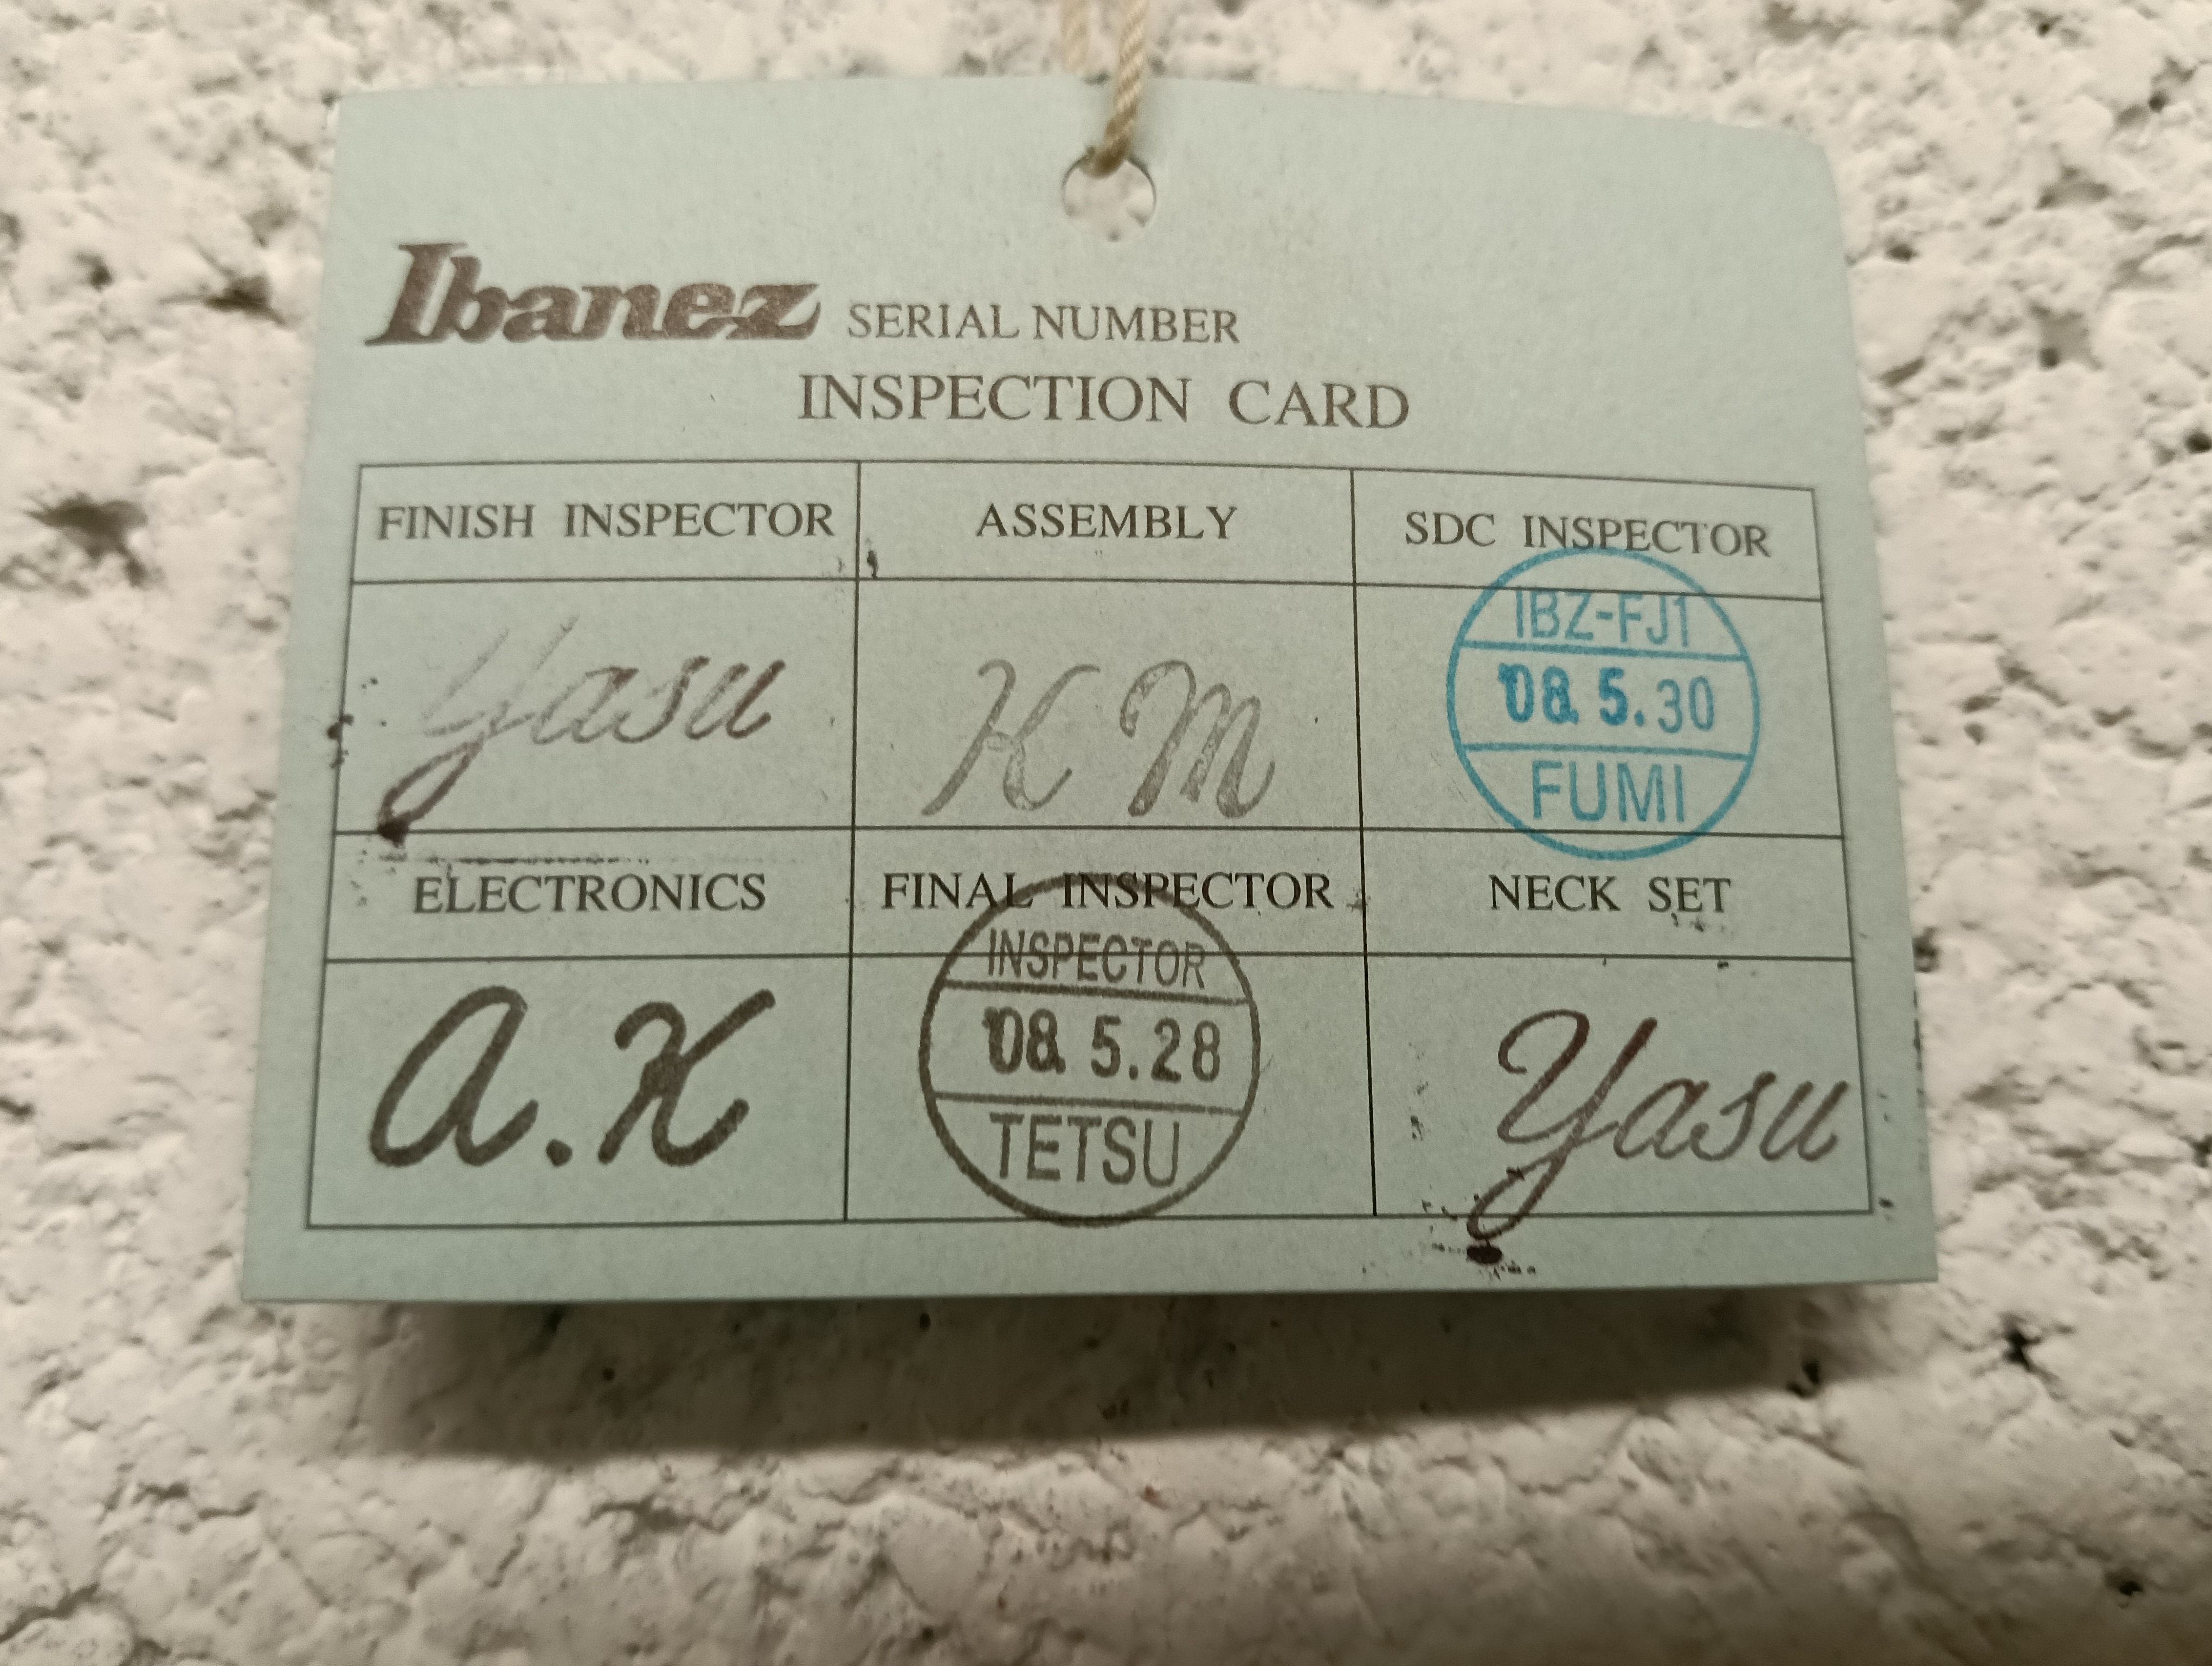 Ibanez SERIAL NUMBER
INSPECTION CARD
FINISH INSPECTOR ASSEMBLY SDC INSPECTOR
Yasu K M IBZ-FJ1
'08. 5.30
FUMI
ELECTRONICS FINAL INSPECTOR NECK SET
A.K INSPECTOR Yasu
'08. 5.28
TETSU